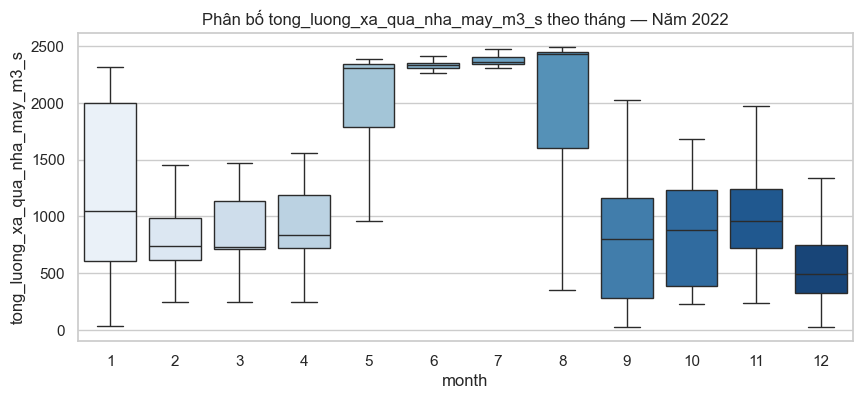 Phân bố tong_luong_xa_qua_nha_may_m3_s theo tháng — Năm 2022
tong_luong_xa_qua_nha_may_m3_s
2500
2000
1500
1000
500
0
1 2 3 4 5 6 7 8 9 10 11 12
month